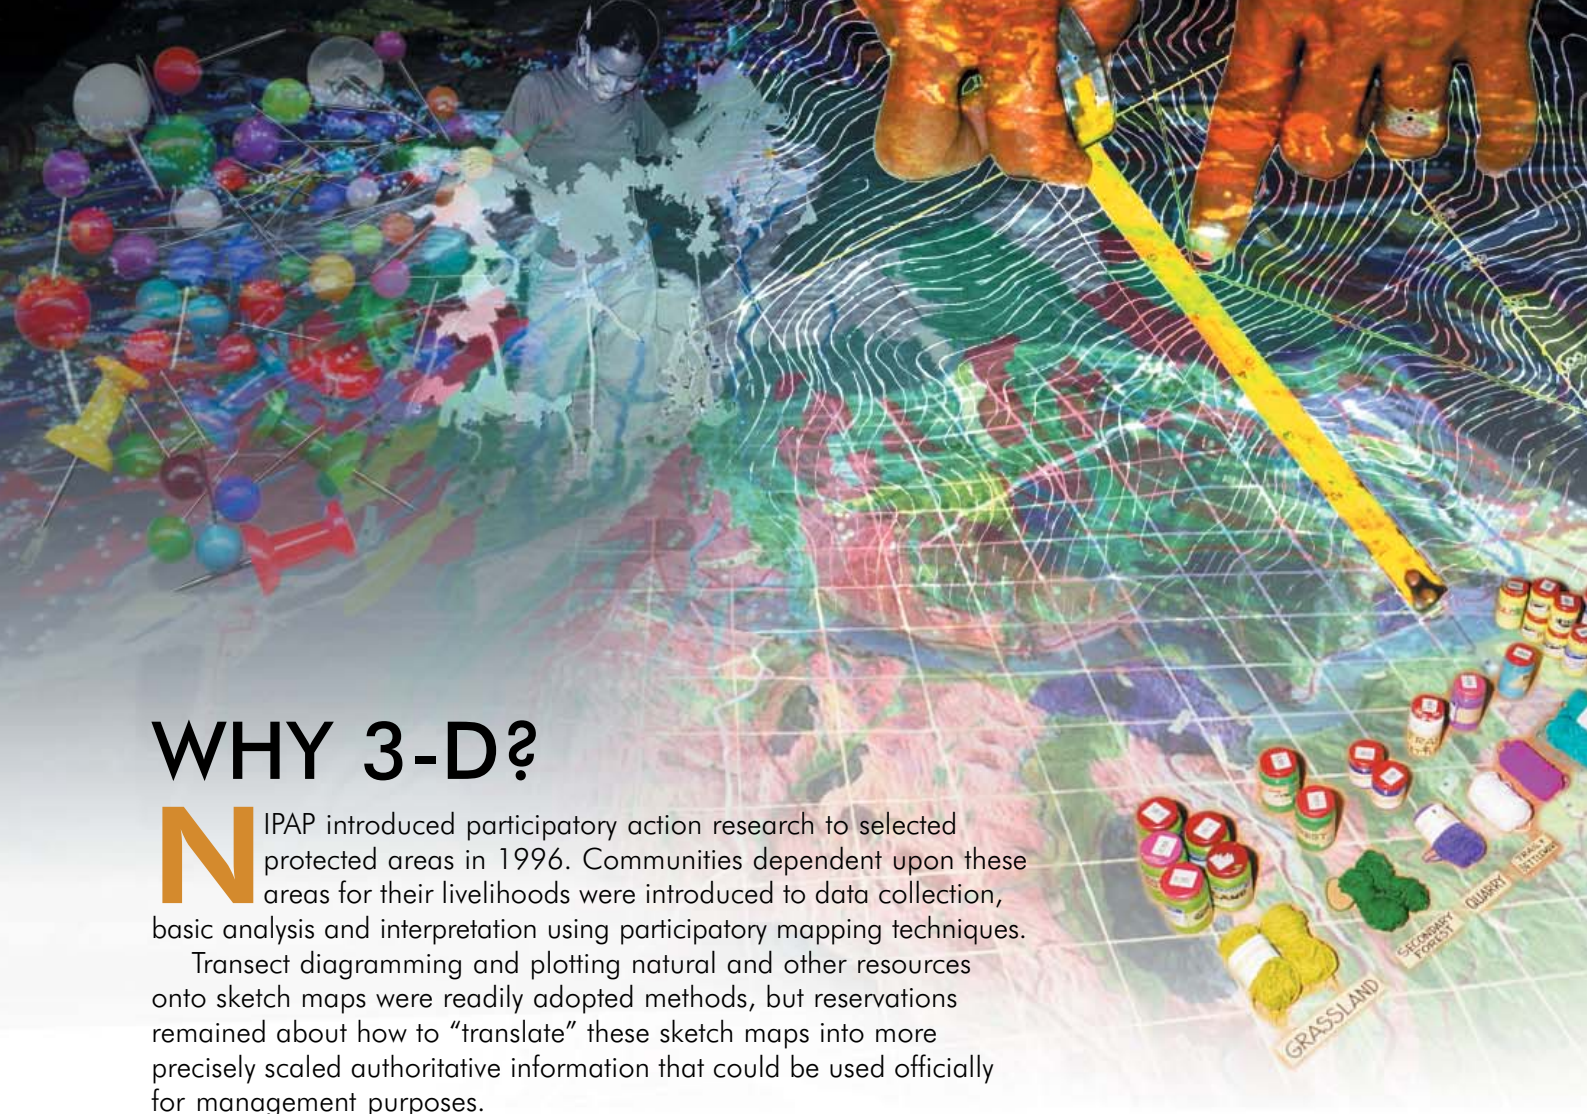 WHY 3-D?
NIPAP introduced participatory action research to selected
protected areas in 1996. Communities dependent upon these
areas for their livelihoods were introduced to data collection,
basic analysis and interpretation using participatory mapping techniques.
Transect diagramming and plotting natural and other resources
onto sketch maps were readily adopted methods, but reservations
remained about how to “translate” these sketch maps into more
precisely scaled authoritative information that could be used officially
for management purposes.
QUARRY
SECONDARY
FOREST
GRASSLAND